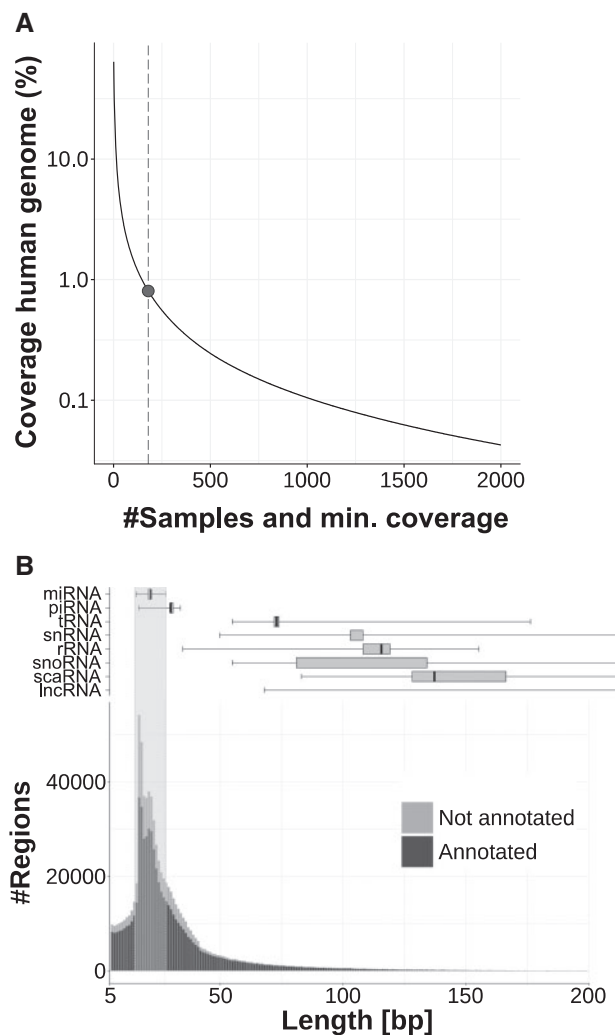 A
Coverage human genome (%)
10.0
1.0
0.1
0 500 1000 1500 2000
#Samples and min. coverage
B
miRNA
piRNA
tRNA
snRNA
rRNA
snoRNA
scaRNA
lncRNA
#Regions
40000
20000
0
Not annotated
Annotated
5 50 100 150 200
Length [bp]